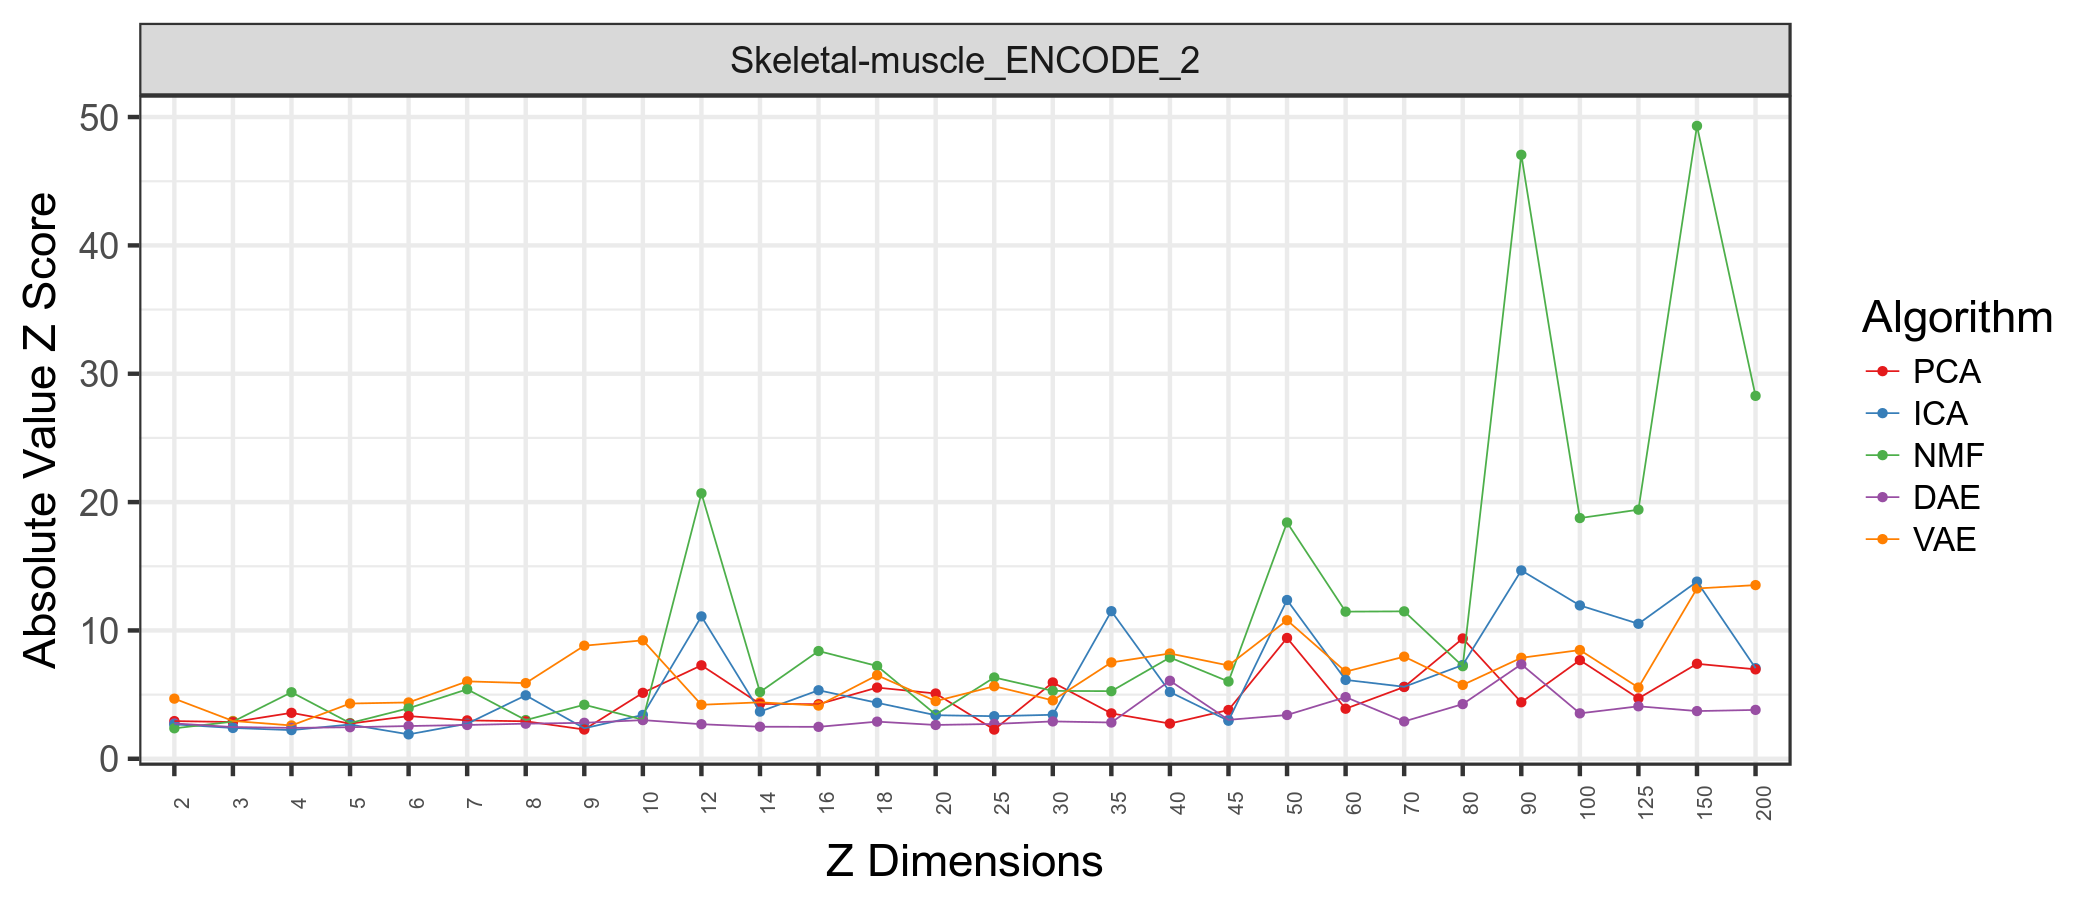 Skeletal-muscle_ENCODE_2
Absolute Value Z Score
50
40
30
20
10
0
2 3 4 5 6 7 8 9 10 12 14 16 18 20 25 30 35 40 45 50 60 70 80 90 100 125 150 200
Z Dimensions
Algorithm
PCA
ICA
NMF
DAE
VAE